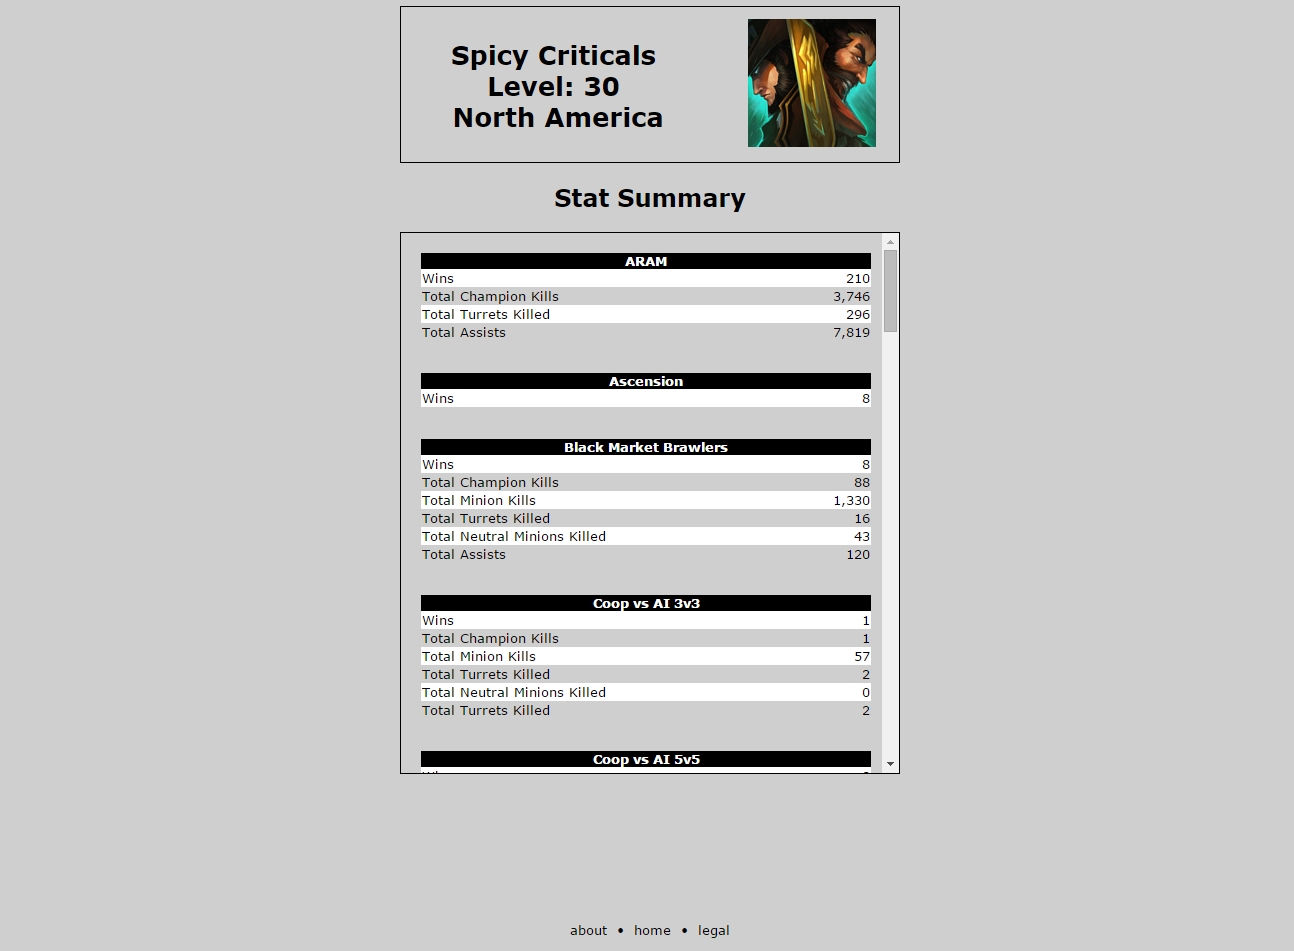 Spicy Criticals
Level: 30
North America
Stat Summary
ARAM
Wins 210
Total Champion Kills 3,746
Total Turrets Killed 296
Total Assists 7,819
Ascension
Wins 8
Black Market Brawlers
Wins 8
Total Champion Kills 88
Total Minion Kills 1,330
Total Turrets Killed 16
Total Neutral Minions Killed 43
Total Assists 120
Coop vs AI 3v3
Wins 1
Total Champion Kills 1
Total Minion Kills 57
Total Turrets Killed 2
Total Neutral Minions Killed 0
Total Turrets Killed 2
Coop vs AI 5v5
about • home • legal